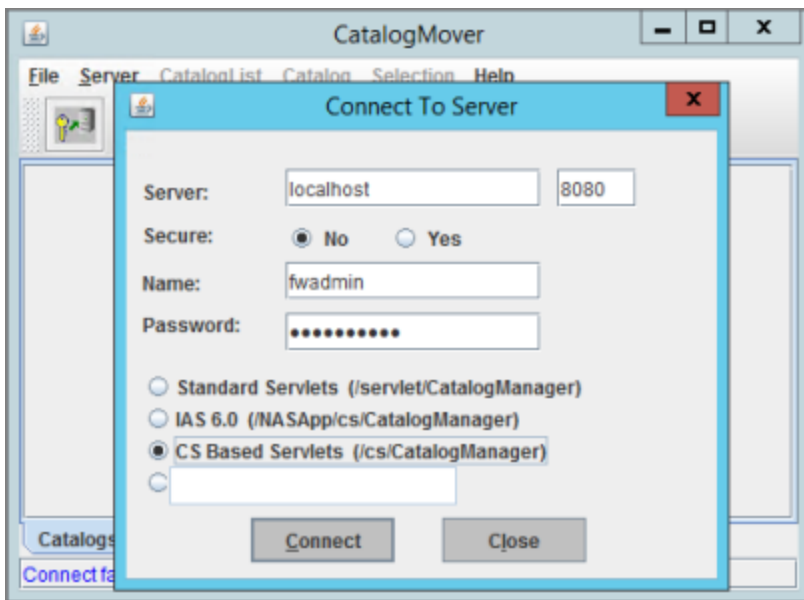 CatalogMover
File Server CatalogList Catalog Selection Help
Connect To Server
Server: localhost 8080
Secure: No Yes
Name: fwadmin
Password: ••••••••••
Standard Servlets (/servlet/CatalogManager)
IAS 6.0 (/NASApp/cs/CatalogManager)
CS Based Servlets (/cs/CatalogManager)
Connect Close
Catalogs
Connect fa